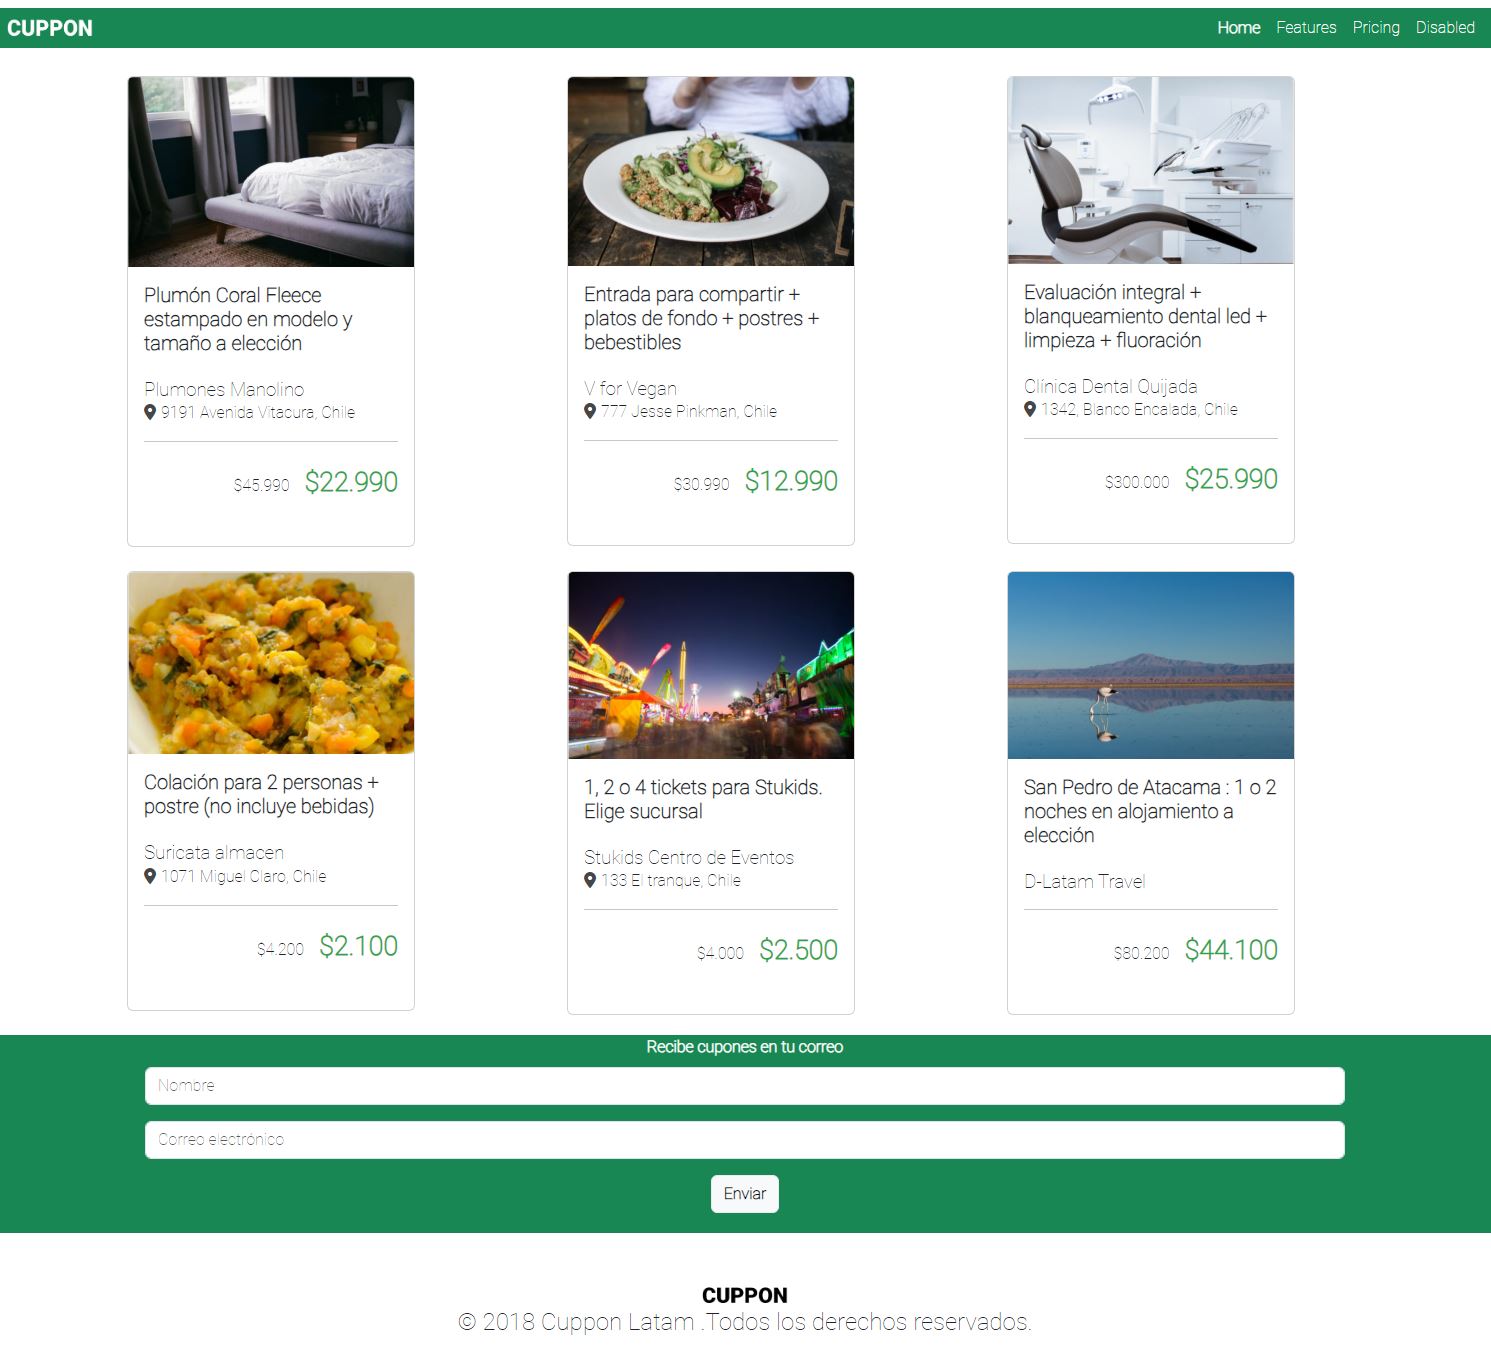 CUPPON
Home Features Pricing Disabled
Plumón Coral Fleece
estampado en modelo y
tamaño a elección
Plumones Manolino
9191 Avenida Vitacura, Chile
$45.990 $22.990
Entrada para compartir +
platos de fondo + postres +
bebestibles
V for Vegan
777 Jesse Pinkman, Chile
$30.990 $12.990
Evaluación integral +
blanqueamiento dental led +
limpieza + fluoración
Clínica Dental Quijada
1342, Blanco Encalada, Chile
$300.000 $25.990
Colación para 2 personas +
postre (no incluye bebidas)
Suricata almacen
1071 Miguel Claro, Chile
$4.200 $2.100
1, 2 o 4 tickets para Stukids.
Elige sucursal
Stukids Centro de Eventos
133 El tranque, Chile
$4.000 $2.500
San Pedro de Atacama : 1 o 2
noches en alojamiento a
elección
D-Latam Travel
$80.200 $44.100
Recibe cupones en tu correo
Nombre
Correo electrónico
Enviar
CUPPON
© 2018 Cuppon Latam .Todos los derechos reservados.